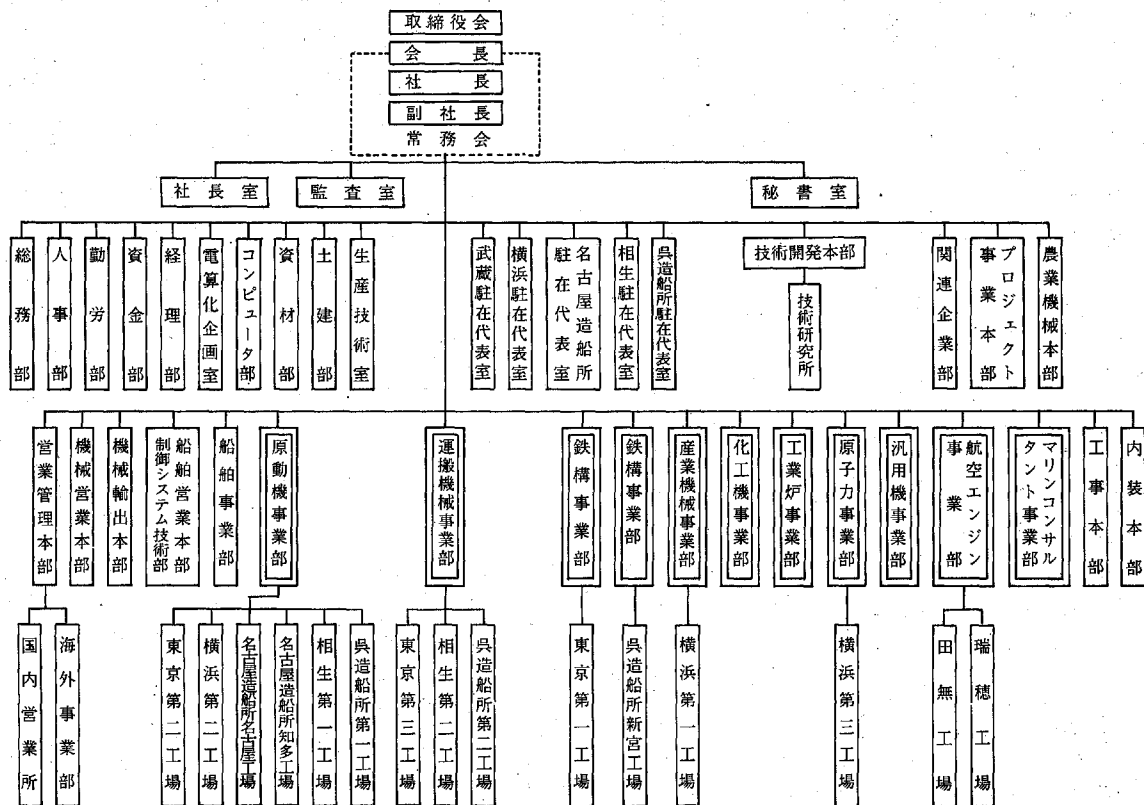 取締役会
会長
社長
副社長
常務会
社長室
監査室
秘書室
総務部
人事部
勤労部
資金部
経理部
電算化企画室
コンピュータ部
資材部
土建部
生産技術室
武蔵駐在代表室
横浜駐在代表室
名古屋造船所
駐在代表室
相生駐在代表室
呉造船所駐在代表室
技術開発本部
技術研究所
関連企業部
プロジェクト
事業本部
農業機械本部
営業管理本部
機械営業本部
機械輸出本部
船舶営業本部
制御システム技術部
船舶事業部
原動機事業部
運搬機械事業部
鉄構事業部
鉄構事業部
産業機械事業部
化工機事業部
工業炉事業部
原子力事業部
汎用機事業部
航空エンジン
事業部
マリンコンサル
タント事業部
工事本部
内装本部
国内営業所
海外事業部
東京第二工場
横浜第二工場
名古屋造船所名古屋工場
名古屋造船所知多工場
相生第一工場
呉造船所第一工場
東京第三工場
相生第二工場
呉造船所第二工場
東京第一工場
呉造船所新宮工場
横浜第一工場
横浜第三工場
田無工場
瑞穂工場